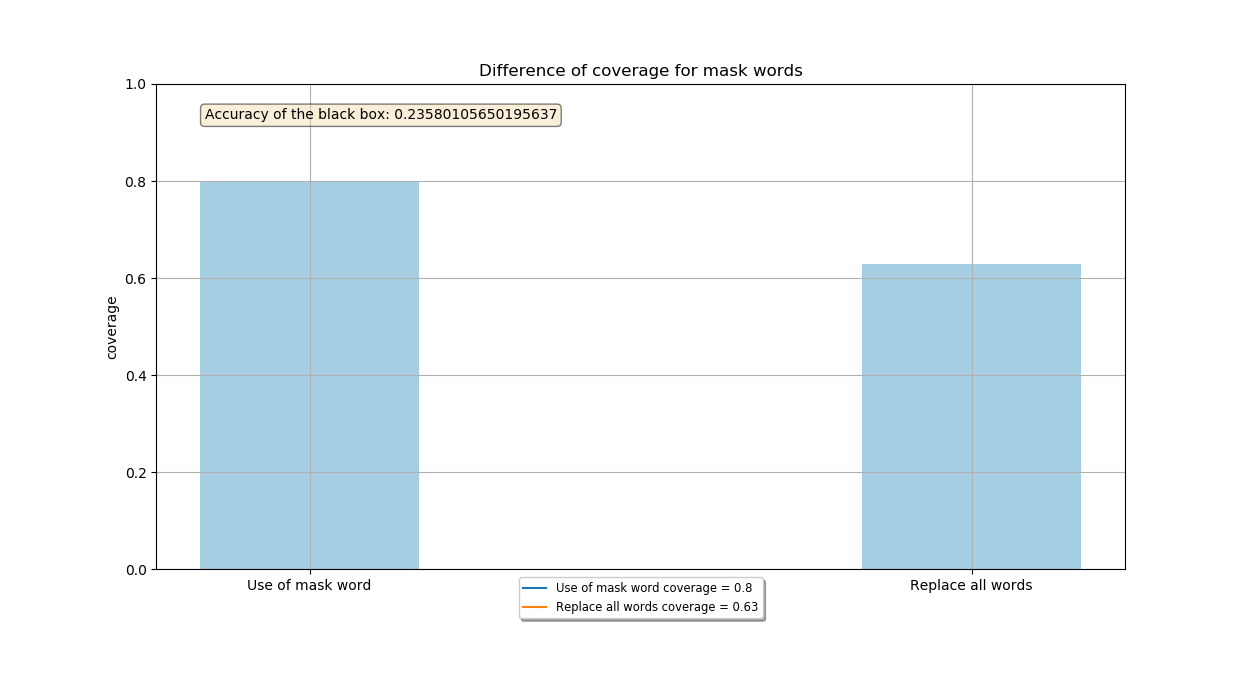 Difference of coverage for mask words
1.0
Accuracy of the black box: 0.23580105650195637
0.8
0.6
coverage
0.4
0.2
0.0
Use of mask word
Replace all words
Use of mask word coverage = 0.8
Replace all words coverage = 0.63